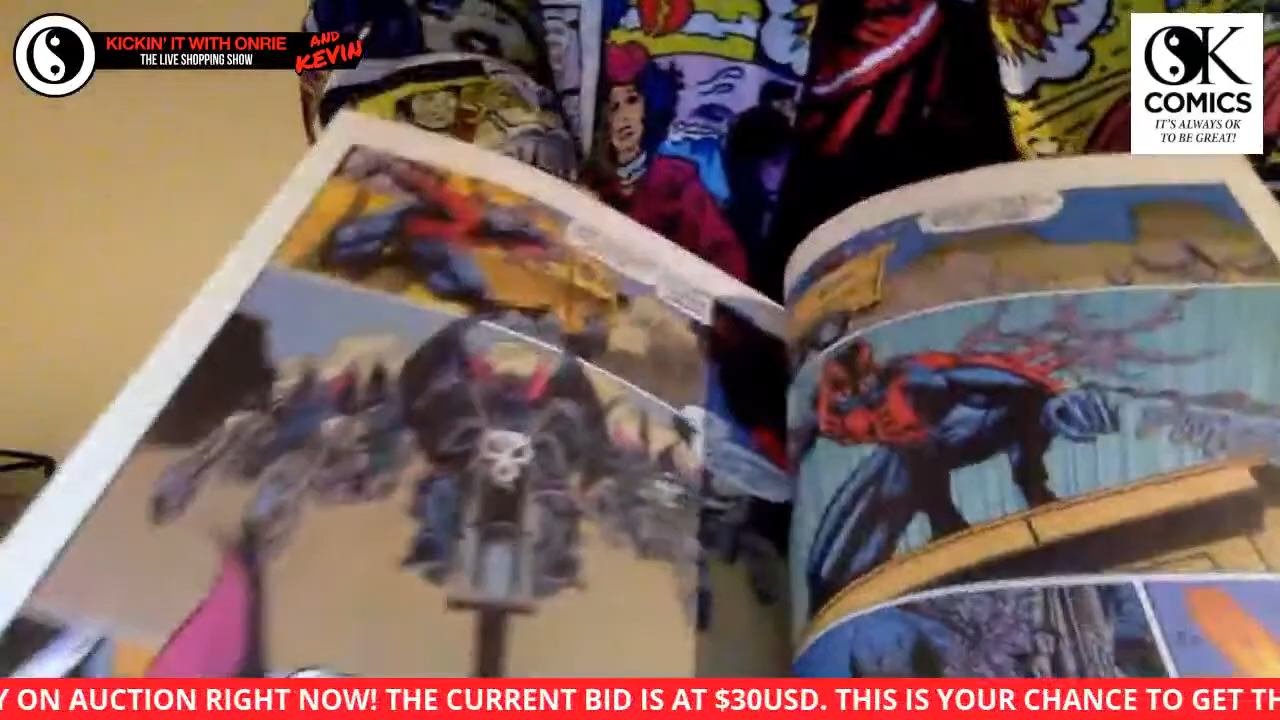 KICKIN' IT WITH ONRIE
AND
KEVIN
THE LIVE SHOPPING SHOW
OK
COMICS
IT'S ALWAYS OK
TO BE GREAT!
Y ON AUCTION RIGHT NOW! THE CURRENT BID IS AT $30USD. THIS IS YOUR CHANCE TO GET TH